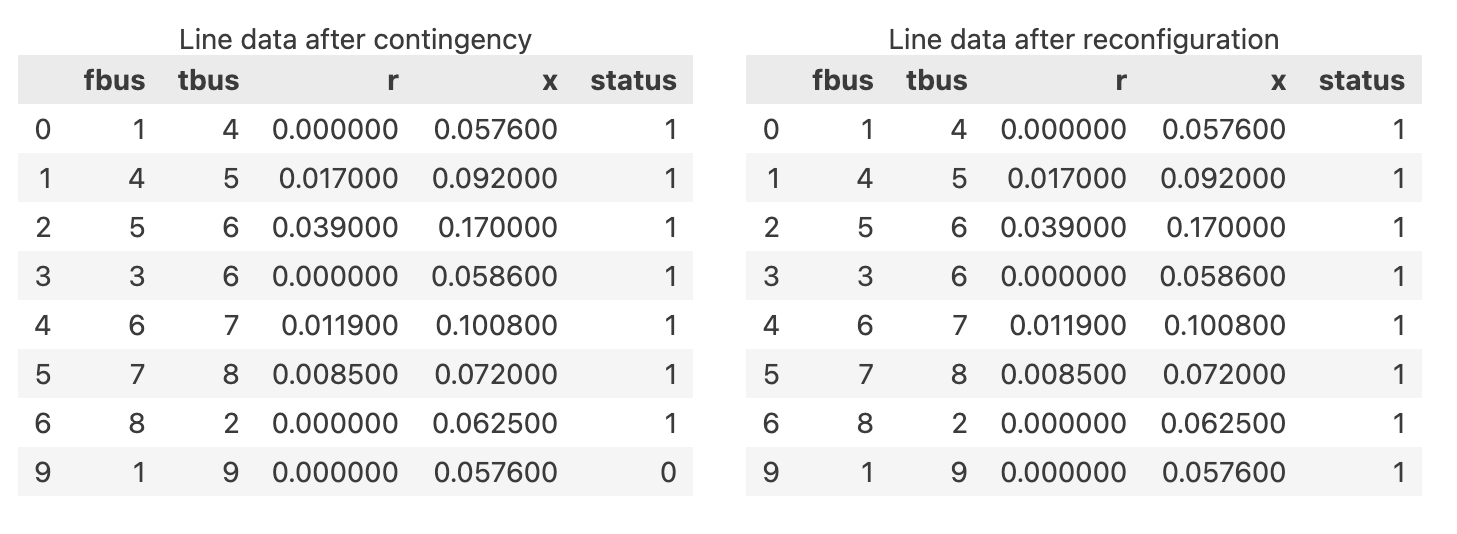 Line data after contingency
fbus tbus r x status
0 1 4 0.000000 0.057600 1
1 4 5 0.017000 0.092000 1
2 5 6 0.039000 0.170000 1
3 3 6 0.000000 0.058600 1
4 6 7 0.011900 0.100800 1
5 7 8 0.008500 0.072000 1
6 8 2 0.000000 0.062500 1
9 1 9 0.000000 0.057600 0
Line data after reconfiguration
fbus tbus r x status
0 1 4 0.000000 0.057600 1
1 4 5 0.017000 0.092000 1
2 5 6 0.039000 0.170000 1
3 3 6 0.000000 0.058600 1
4 6 7 0.011900 0.100800 1
5 7 8 0.008500 0.072000 1
6 8 2 0.000000 0.062500 1
9 1 9 0.000000 0.057600 1